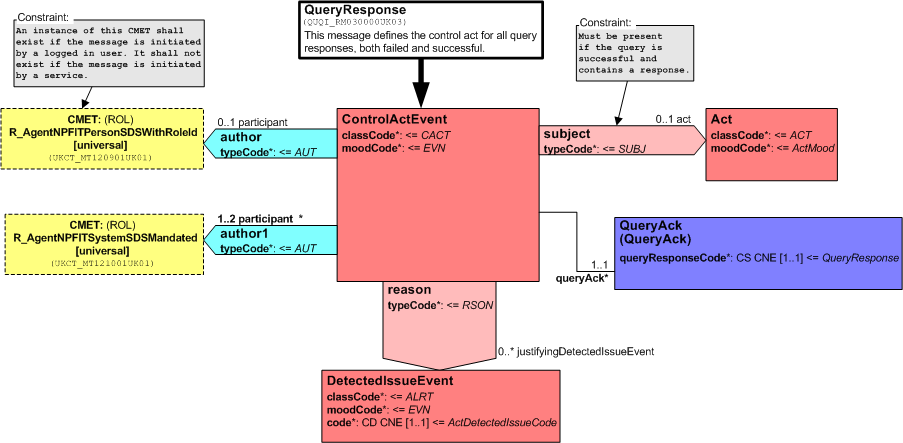 Constraint:
An instance of this CMET shall
exist if the message is initiated
by a logged in user. It shall not
exist if the message is initiated
by a service.
QueryResponse
(QUQI_RM030000UK03)
This message defines the control act for all query
responses, both failed and successful.
Constraint:
Must be present
if the query is
successful and
contains a response.
CMET: (ROL)
R_AgentNPFITPersonSDSWithRoleId
[universal]
(UKCT_MT120901UK01)
0..1 participant
author
typeCode*: <= AUT
ControlActEvent
classCode*: <= CACT
moodCode*: <= EVN
subject
typeCode*: <= SUBJ
0..1 act
Act
classCode*: <= ACT
moodCode*: <= ActMood
CMET: (ROL)
R_AgentNPFITSystemSDSMandated
[universal]
(UKCT_MT121001UK01)
1..2 participant *
author1
typeCode*: <= AUT
QueryAck
(QueryAck)
queryResponseCode*: CS CNE [1..1] <= QueryResponse
1..1
queryAck*
reason
typeCode*: <= RSON
0..* justifyingDetectedIssueEvent
DetectedIssueEvent
classCode*: <= ALRT
moodCode*: <= EVN
code*: CD CNE [1..1] <= ActDetectedIssueCode